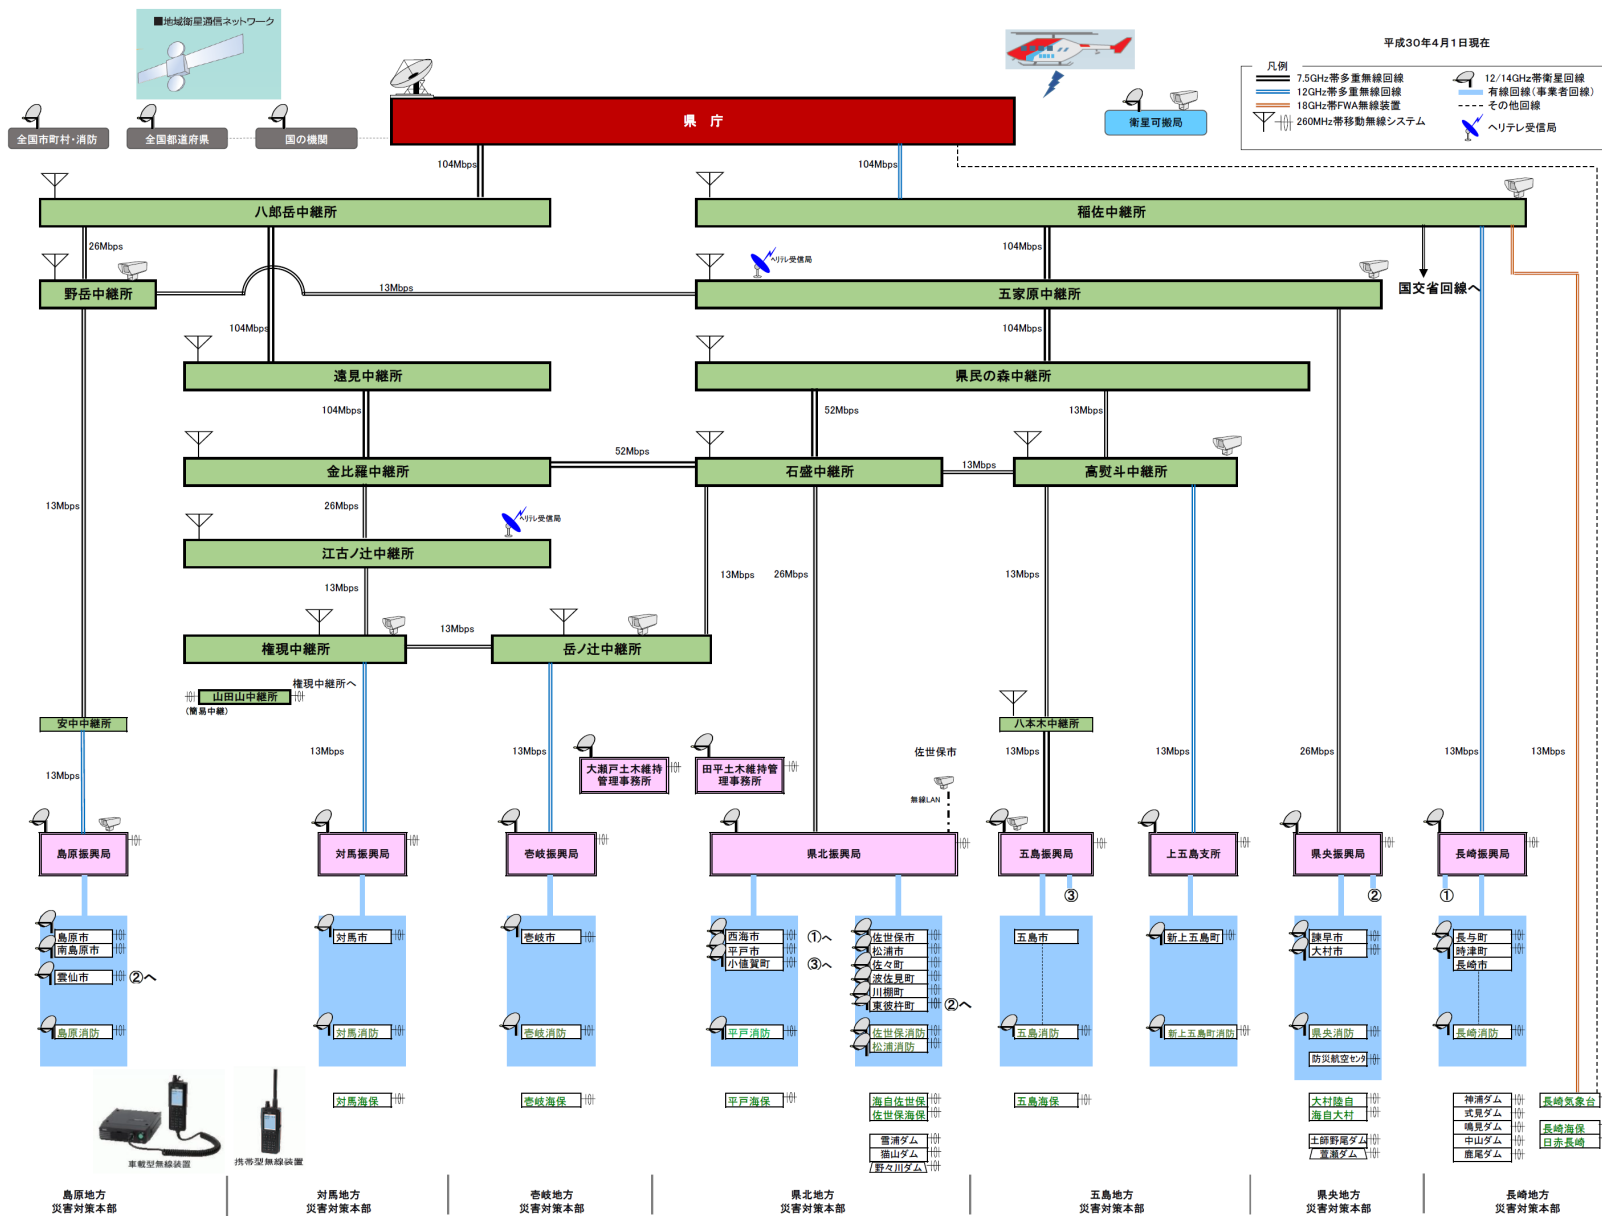 ■地域衛星通信ネットワーク
平成30年4月1日現在
凡例
7.5GHz帯多重無線回線
12GHz帯多重無線回線
18GHz帯FWA無線装置
260MHz帯移動無線システム
12/14GHz帯衛星回線
有線回線(事業者回線)
その他回線
ヘリテレ受信局
全国市町村・消防
全国都道府県
国の機関
県 庁
衛星可搬局
104Mbps
104Mbps
八郎岳中継所
稲佐中継所
26Mbps
104Mbps
ヘリテレ受信局
野岳中継所
13Mbps
五家原中継所
国交省回線へ
104Mbps
104Mbps
遠見中継所
県民の森中継所
104Mbps
52Mbps
13Mbps
金比羅中継所
52Mbps
石盛中継所
13Mbps
高熨斗中継所
13Mbps
26Mbps
ヘリテレ受信局
江古ノ辻中継所
13Mbps
13Mbps
26Mbps
13Mbps
権現中継所
13Mbps
岳ノ辻中継所
権現中継所へ
山田山中継所
(簡易中継)
安中中継所
八本木中継所
13Mbps
13Mbps
13Mbps
13Mbps
13Mbps
26Mbps
13Mbps
13Mbps
大瀬戸土木維持
管理事務所
田平土木維持管
理事務所
佐世保市
無線LAN
島原振興局
対馬振興局
壱岐振興局
県北振興局
五島振興局
上五島支所
県央振興局
長崎振興局
③
②
①
島原市
南島原市
雲仙市
②へ
島原消防
対馬市
対馬消防
壱岐市
壱岐消防
西海市
①へ
平戸市
小値賀町
③へ
平戸消防
佐世保市
松浦市
佐々町
波佐見町
川棚町
東彼杵町
②へ
佐世保消防
松浦消防
五島市
五島消防
新上五島町
新上五島町消防
諫早市
大村市
県央消防
防災航空センタ
長与町
時津町
長崎市
長崎消防
対馬海保
壱岐海保
平戸海保
海自佐世保
佐世保海保
雪浦ダム
猫山ダム
野々川ダム
五島海保
大村陸自
海自大村
土師野尾ダム
萱瀬ダム
神浦ダム
式見ダム
鳴見ダム
中山ダム
鹿尾ダム
長崎気象台
長崎海保
日赤長崎
車載型無線装置
携帯型無線装置
島原地方
災害対策本部
対馬地方
災害対策本部
壱岐地方
災害対策本部
県北地方
災害対策本部
五島地方
災害対策本部
県央地方
災害対策本部
長崎地方
災害対策本部